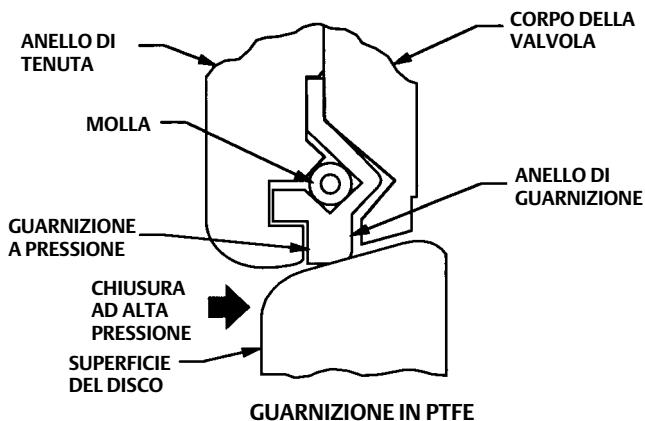 ANELLO DI
TENUTA
CORPO DELLA
VALVOLA
MOLLA
ANELLO DI
GUARNIZIONE
GUARNIZIONE
A PRESSIONE
CHIUSURA
AD ALTA
PRESSIONE
SUPERFICIE
DEL DISCO
GUARNIZIONE IN PTFE